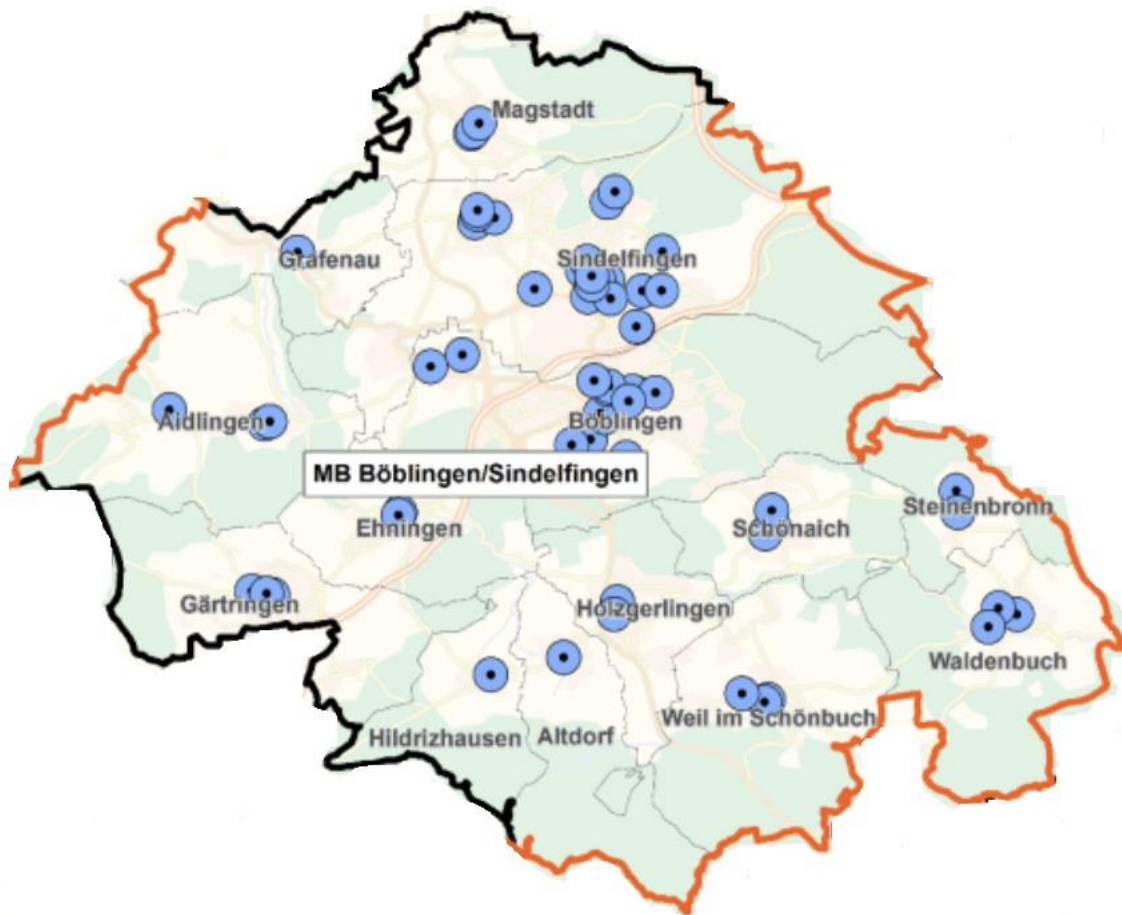 Magstadt
Grafenau
Sindelfingen
Aidlingen
Böblingen
MB Böblingen/Sindelfingen
Ehningen
Schönaich
Steinenbronn
Gärtringen
Holzgerlingen
Waldenbuch
Weil im Schönbuch
Hildrizhausen
Altdorf